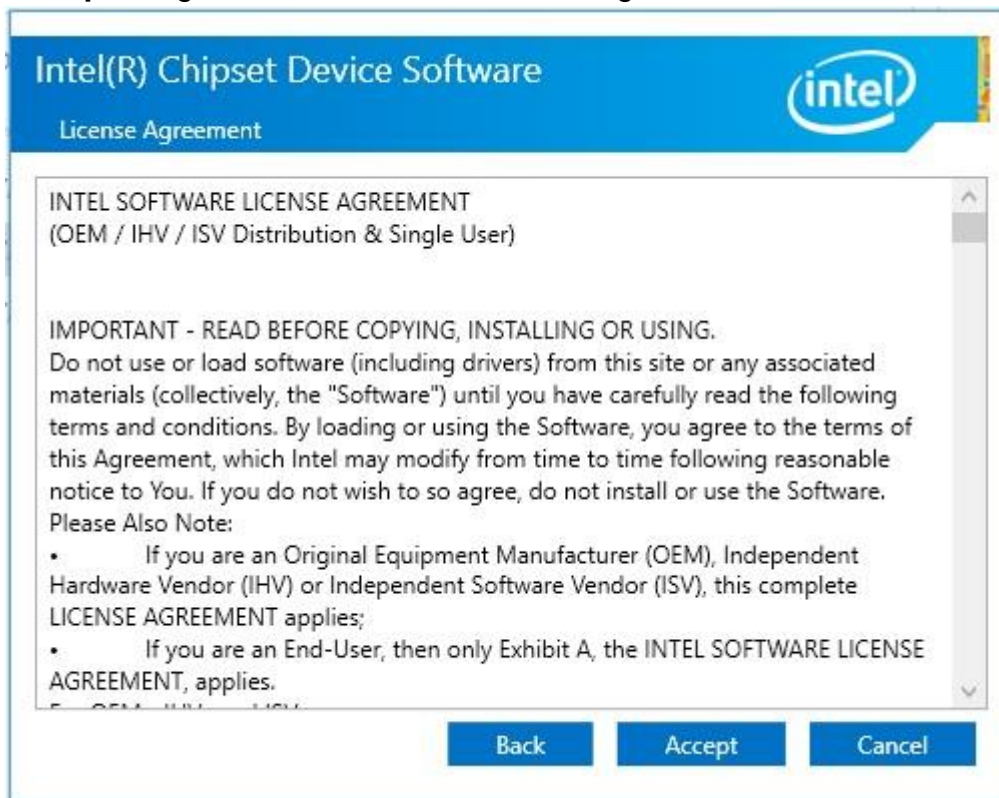 Intel(R) Chipset Device Software
intel
License Agreement
INTEL SOFTWARE LICENSE AGREEMENT
(OEM / IHV / ISV Distribution & Single User)
IMPORTANT - READ BEFORE COPYING, INSTALLING OR USING.
Do not use or load software (including drivers) from this site or any associated
materials (collectively, the "Software") until you have carefully read the following
terms and conditions. By loading or using the Software, you agree to the terms of
this Agreement, which Intel may modify from time to time following reasonable
notice to You. If you do not wish to so agree, do not install or use the Software.
Please Also Note:
• If you are an Original Equipment Manufacturer (OEM), Independent
Hardware Vendor (IHV) or Independent Software Vendor (ISV), this complete
LICENSE AGREEMENT applies;
• If you are an End-User, then only Exhibit A, the INTEL SOFTWARE LICENSE
AGREEMENT, applies.
Back Accept Cancel